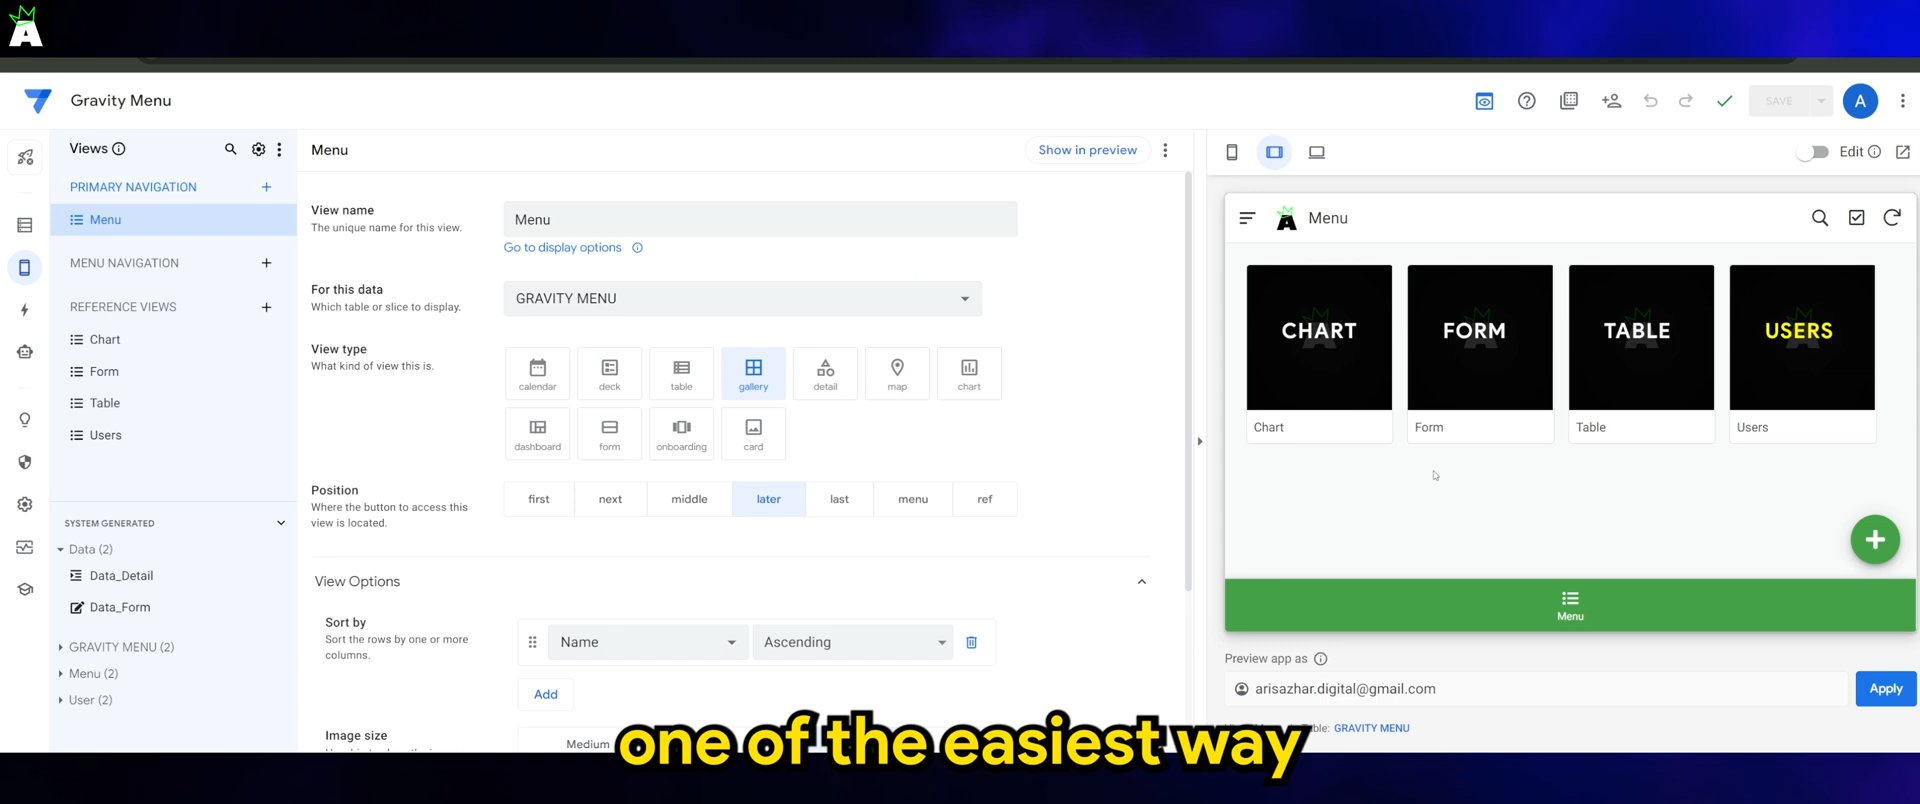 Gravity Menu
SAVE
A
Views
PRIMARY NAVIGATION
Menu
MENU NAVIGATION
REFERENCE VIEWS
Chart
Form
Table
Users
SYSTEM GENERATED
Data (2)
Data_Detail
Data_Form
GRAVITY MENU (2)
Menu (2)
User (2)
Menu
Show in preview
View name
The unique name for this view.
Menu
Go to display options
For this data
Which table or slice to display.
GRAVITY MENU
View type
What kind of view this is.
calendar deck table gallery detail map chart
dashboard form onboarding card
Position
Where the button to access this
view is located.
first next middle later last menu ref
View Options
Sort by
Sort the rows by one or more
columns.
Name Ascending
Add
Image size
Medium
Edit
Menu
CHART FORM TABLE USERS
Chart Form Table Users
Menu
Preview app as
arisazhar.digital@gmail.com
Apply
GRAVITY MENU
one of the easiest way